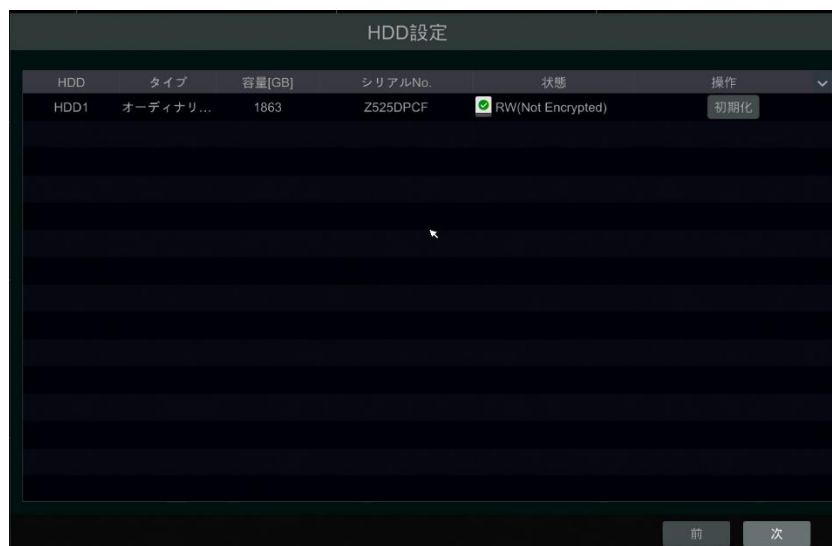 HDD設定
HDD タイプ 容量[GB] シリアルNo. 状態 操作
HDD1 オーディナリ... 1863 Z525DPCF RW(Not Encrypted) 初期化
前 次